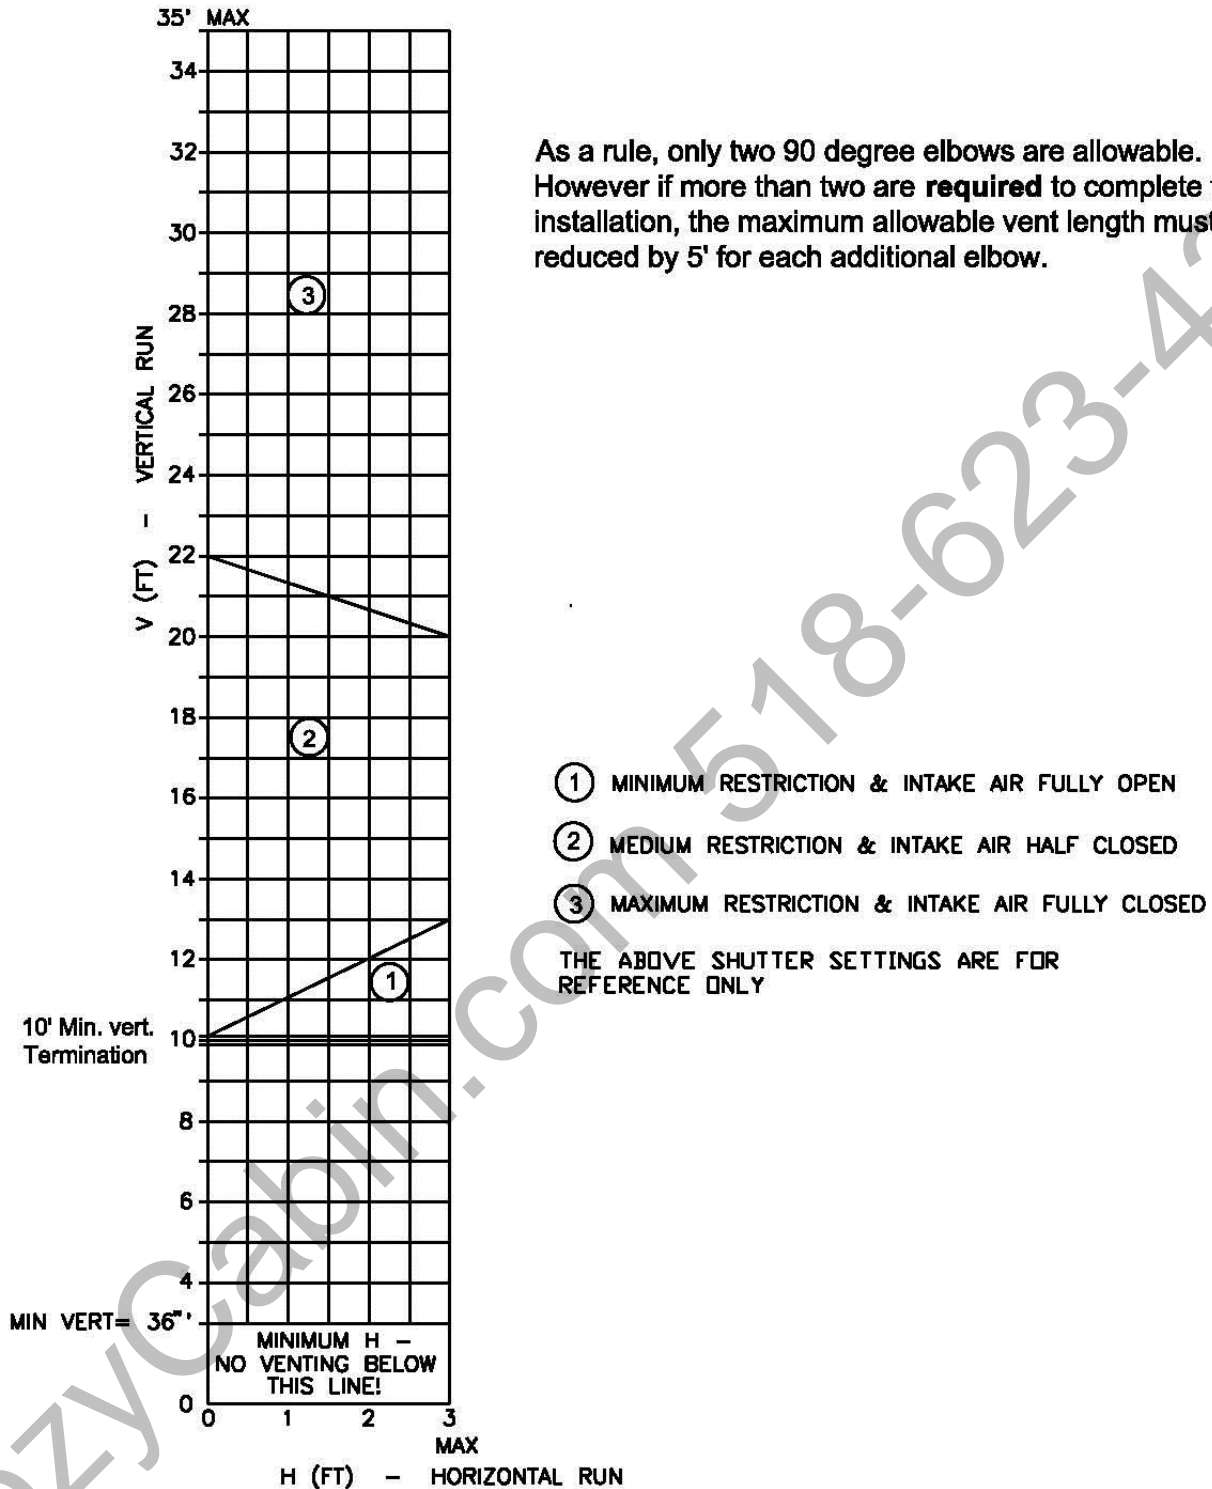 35' MAX
34
32
30
28
26
24
22
20
18
16
14
12
10
8
6
4
0
V (FT) - VERTICAL RUN
3
2
1
10' Min. vert.
Termination
MIN VERT= 36"'
MINIMUM H -
NO VENTING BELOW
THIS LINE!
0 1 2 3
MAX
H (FT) - HORIZONTAL RUN
As a rule, only two 90 degree elbows are allowable.
However if more than two are required to complete
installation, the maximum allowable vent length must
reduced by 5' for each additional elbow.
1 MINIMUM RESTRICTION & INTAKE AIR FULLY OPEN
2 MEDIUM RESTRICTION & INTAKE AIR HALF CLOSED
3 MAXIMUM RESTRICTION & INTAKE AIR FULLY CLOSED
THE ABOVE SHUTTER SETTINGS ARE FOR
REFERENCE ONLY
zyCabin.com 518-623-4